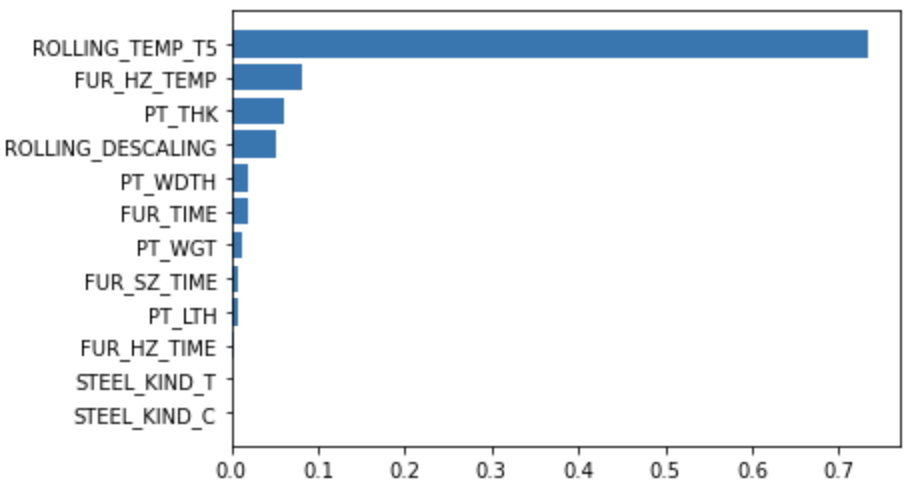 ROLLING_TEMP_T5
FUR_HZ_TEMP
PT_THK
ROLLING_DESCALING
PT_WDTH
FUR_TIME
PT_WGT
FUR_SZ_TIME
PT_LTH
FUR_HZ_TIME
STEEL_KIND_T
STEEL_KIND_C
0.0 0.1 0.2 0.3 0.4 0.5 0.6 0.7